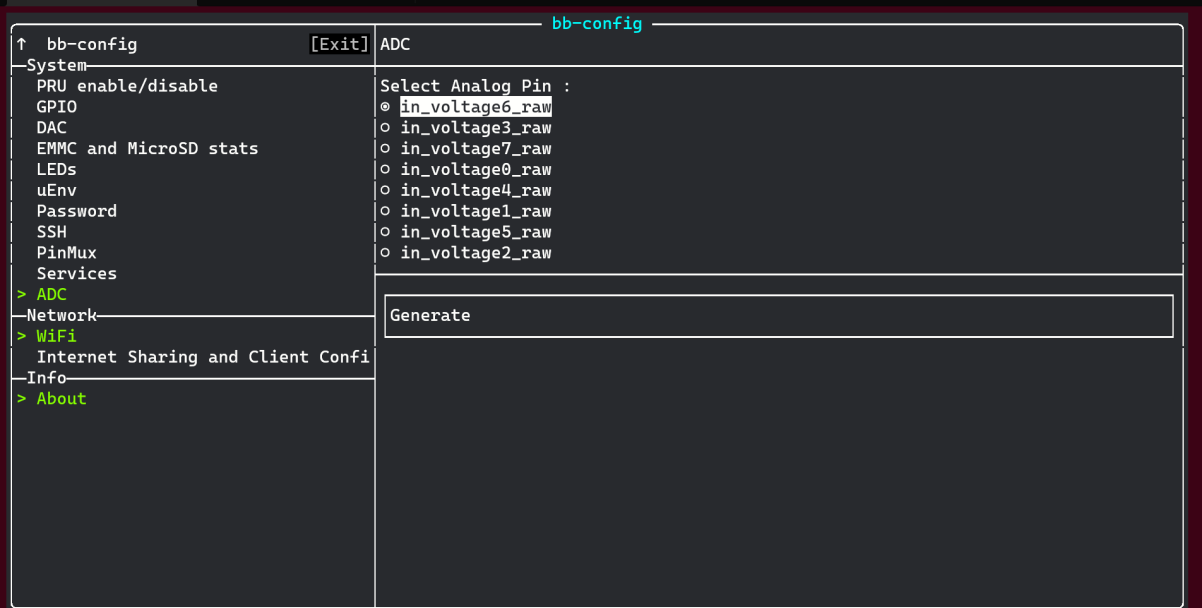 bb-config
↑ bb-config [Exit]
System
PRU enable/disable
GPIO
DAC
EMMC and MicroSD stats
LEDs
uEnv
Password
SSH
PinMux
Services
> ADC
Network
> WiFi
Internet Sharing and Client Confi
Info
> About
ADC
Select Analog Pin :
in_voltage6_raw
in_voltage3_raw
in_voltage7_raw
in_voltage0_raw
in_voltage4_raw
in_voltage1_raw
in_voltage5_raw
in_voltage2_raw
Generate